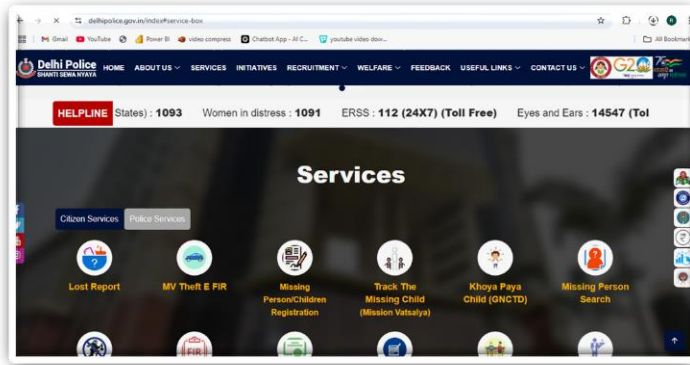 delhipolice.gov.in/index#service-box
Gmail YouTube Power BI video compress Chatbot App - AI C... youtube video dow... All Bookmark
Delhi Police
SHANTI SEWA NYAYA
HOME ABOUT US SERVICES INITIATIVES RECRUITMENT WELFARE FEEDBACK USEFUL LINKS CONTACT US G20
HELPLINE States) : 1093 Women in distress : 1091 ERSS : 112 (24X7) (Toll Free) Eyes and Ears : 14547 (Tol
Services
Citizen Services Police Services
Lost Report
MV Theft E FIR
Missing
Person/Children
Registration
Track The
Missing Child
(Mission Vatsalya)
Khoya Paya
Child (GNCTD)
Missing Person
Search
FIR